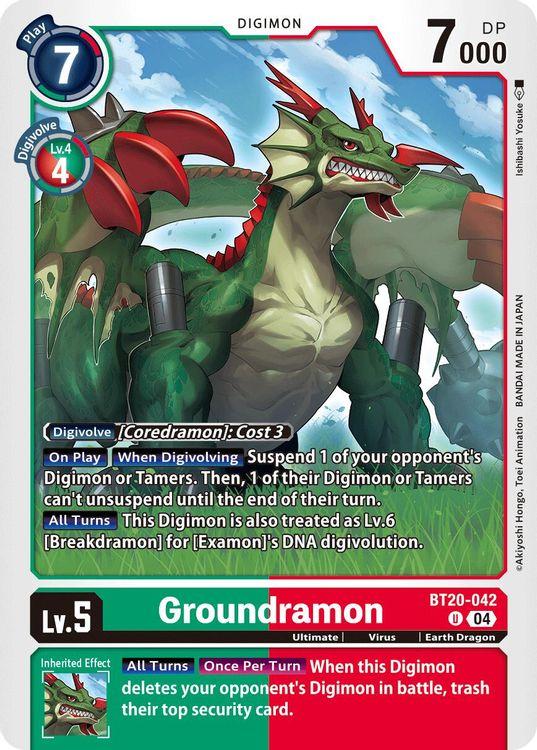 DIGIMON
Play
7
7000
DP
Digivolve
Lv.4
4
Ishibashi Yosuke
©Akiyoshi Hongo, Toei Animation BANDAI MADE IN JAPAN
Digivolve [Coredramon]: Cost 3
On Play When Digivolving Suspend 1 of your opponent's
Digimon or Tamers. Then, 1 of their Digimon or Tamers
can't unsuspend until the end of their turn.
All Turns This Digimon is also treated as Lv.6
[Breakdramon] for [Examon]'s DNA digivolution.
Lv.5
Groundramon
BT20-042
U 04
Ultimate | Virus | Earth Dragon
Inherited Effect
All Turns Once Per Turn When this Digimon
deletes your opponent's Digimon in battle, trash
their top security card.